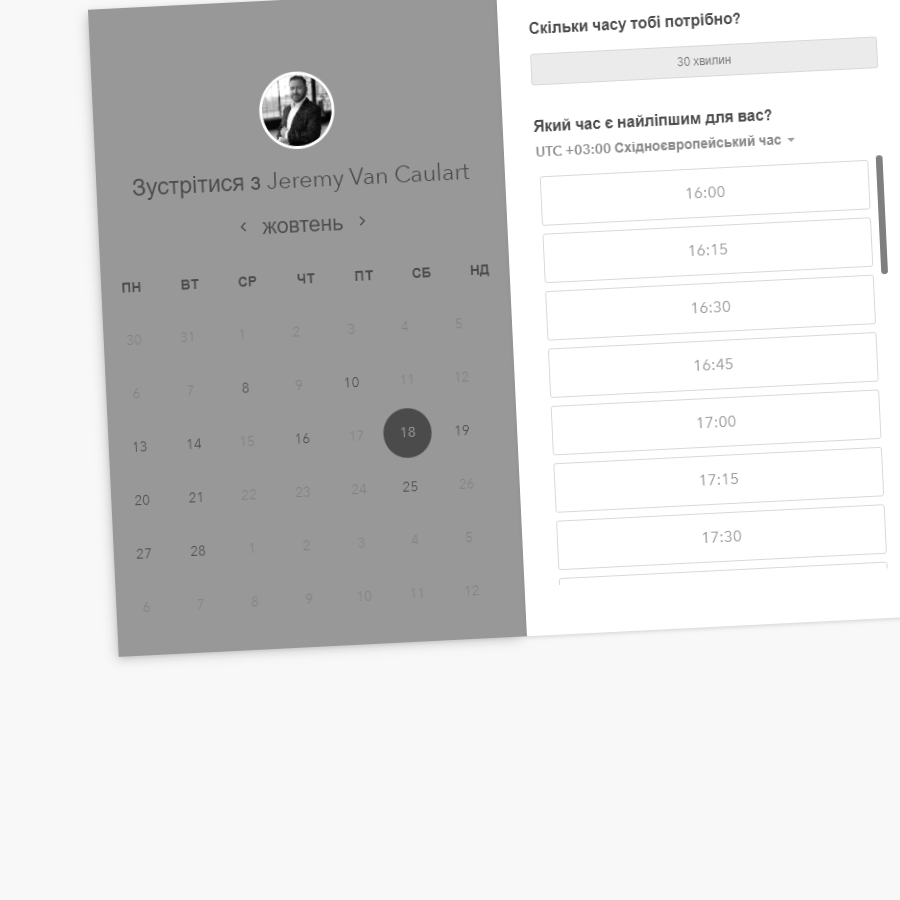 Зустрітися з Jeremy Van Caulart
жовтень
ПН ВТ СР ЧТ ПТ СБ НД
30 31 1 2 3 4 5
6 7 8 9 10 11 12
13 14 15 16 17 18 19
20 21 22 23 24 25 26
27 28 1 2 3 4 5
6 7 8 9 10 11 12
Скільки часу тобі потрібно?
30 хвилин
Який час є найліпшим для вас?
UTC +03:00 Східноєвропейський час
16:00
16:15
16:30
16:45
17:00
17:15
17:30